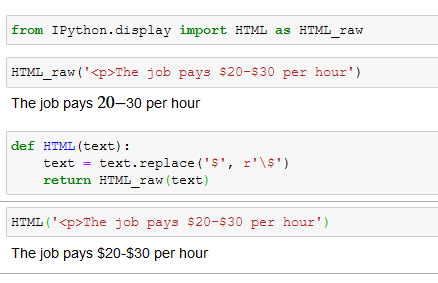 from IPython.display import HTML as HTML_raw
HTML_raw('<p>The job pays $20-$30 per hour')
The job pays 20−30 per hour
def HTML(text):
    text = text.replace('$', r'\$')
    return HTML_raw(text)
HTML('<p>The job pays $20-$30 per hour')
The job pays $20-$30 per hour